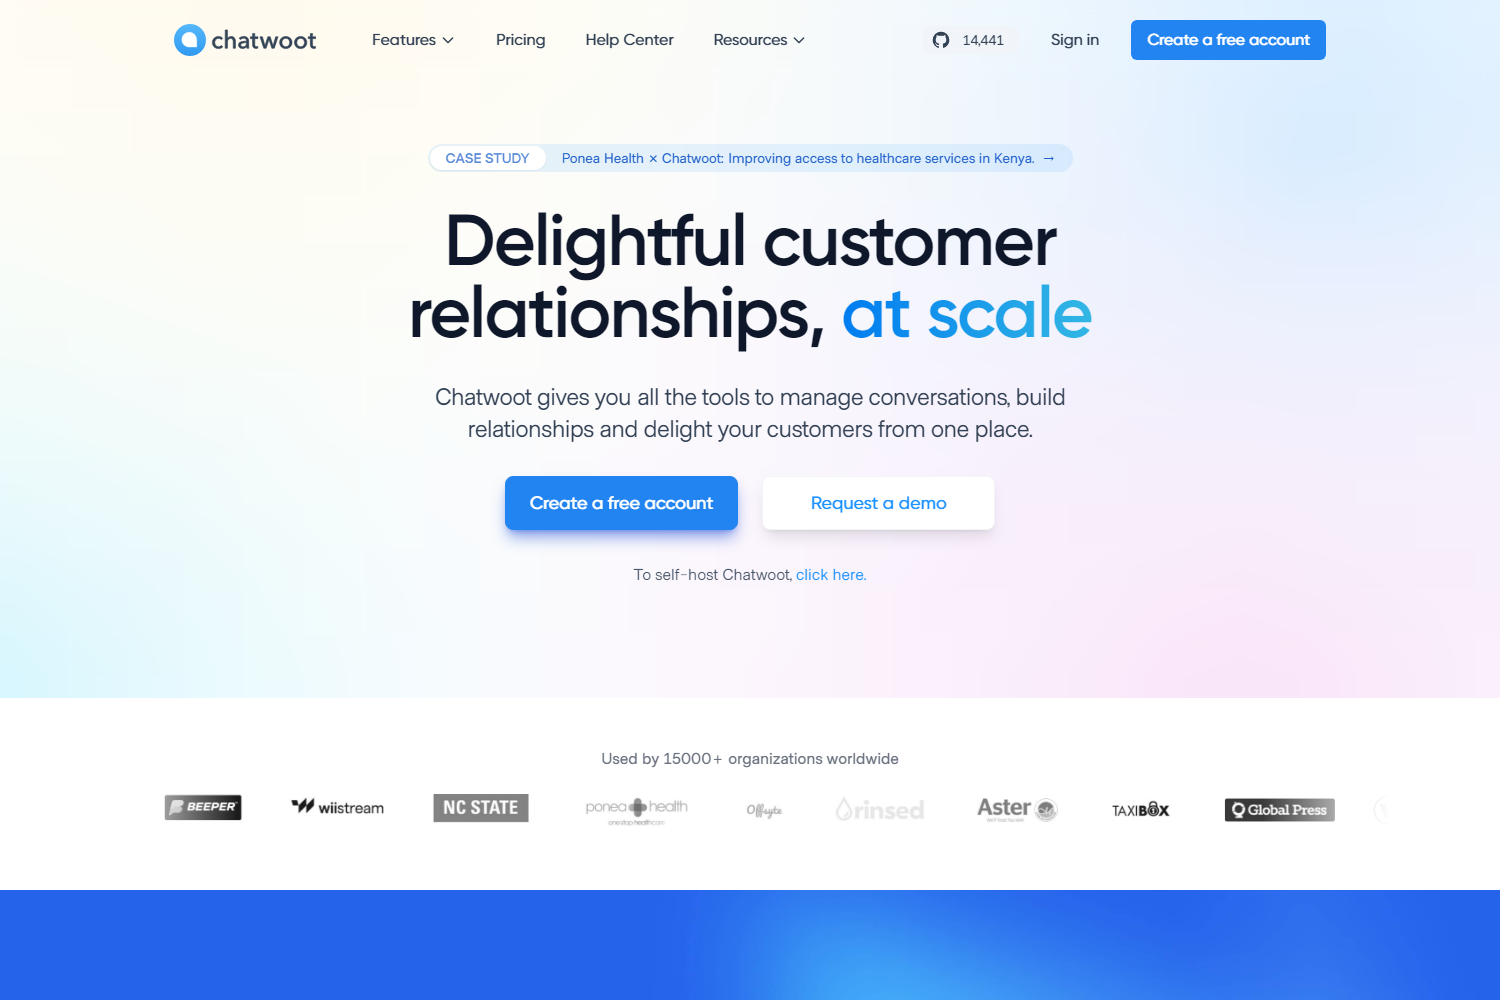 chatwoot
Features
Pricing
Help Center
Resources
14,441
Sign in
Create a free account
CASE STUDY
Ponea Health × Chatwoot: Improving access to healthcare services in Kenya. →
Delightful customer
relationships, at scale
Chatwoot gives you all the tools to manage conversations, build
relationships and delight your customers from one place.
Create a free account
Request a demo
To self-host Chatwoot, click here.
Used by 15000+ organizations worldwide
BEEPER
wiistream
NC STATE
ponea health
onestop healthcare
Offsyte
rinsed
Aster
TAXIBOX
Global Press